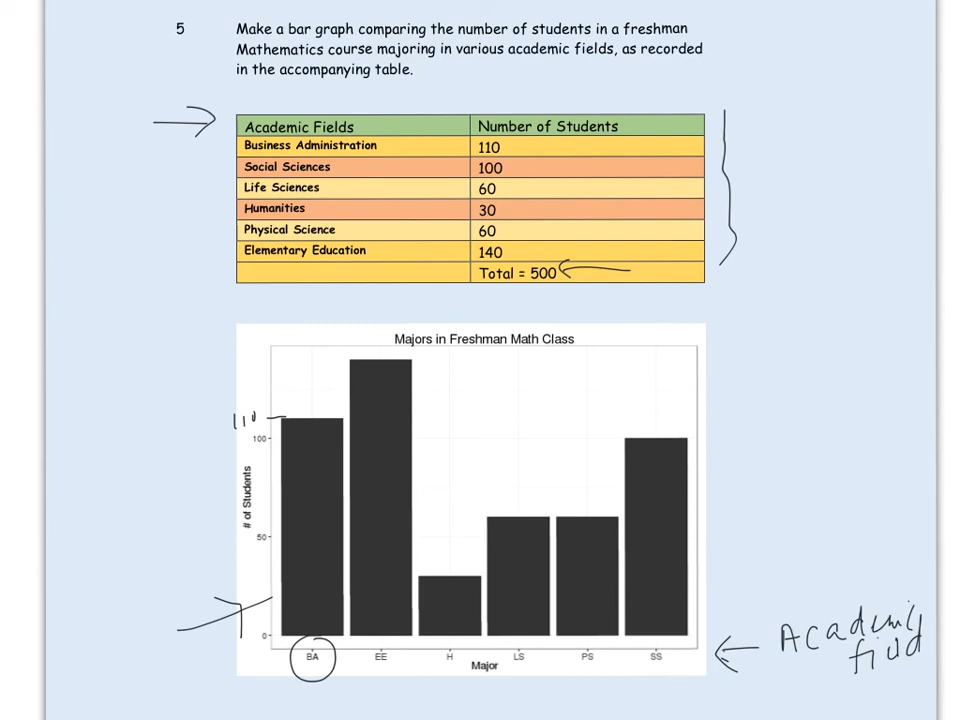 5 Make a bar graph comparing the number of students in a freshman
Mathematics course majoring in various academic fields, as recorded
in the accompanying table.
Academic Fields Number of Students
Business Administration 110
Social Sciences 100
Life Sciences 60
Humanities 30
Physical Science 60
Elementary Education 140
Total = 500
Majors in Freshman Math Class
110
100
# of Students
50
0
BA EE H LS PS SS
Major
Academic
field